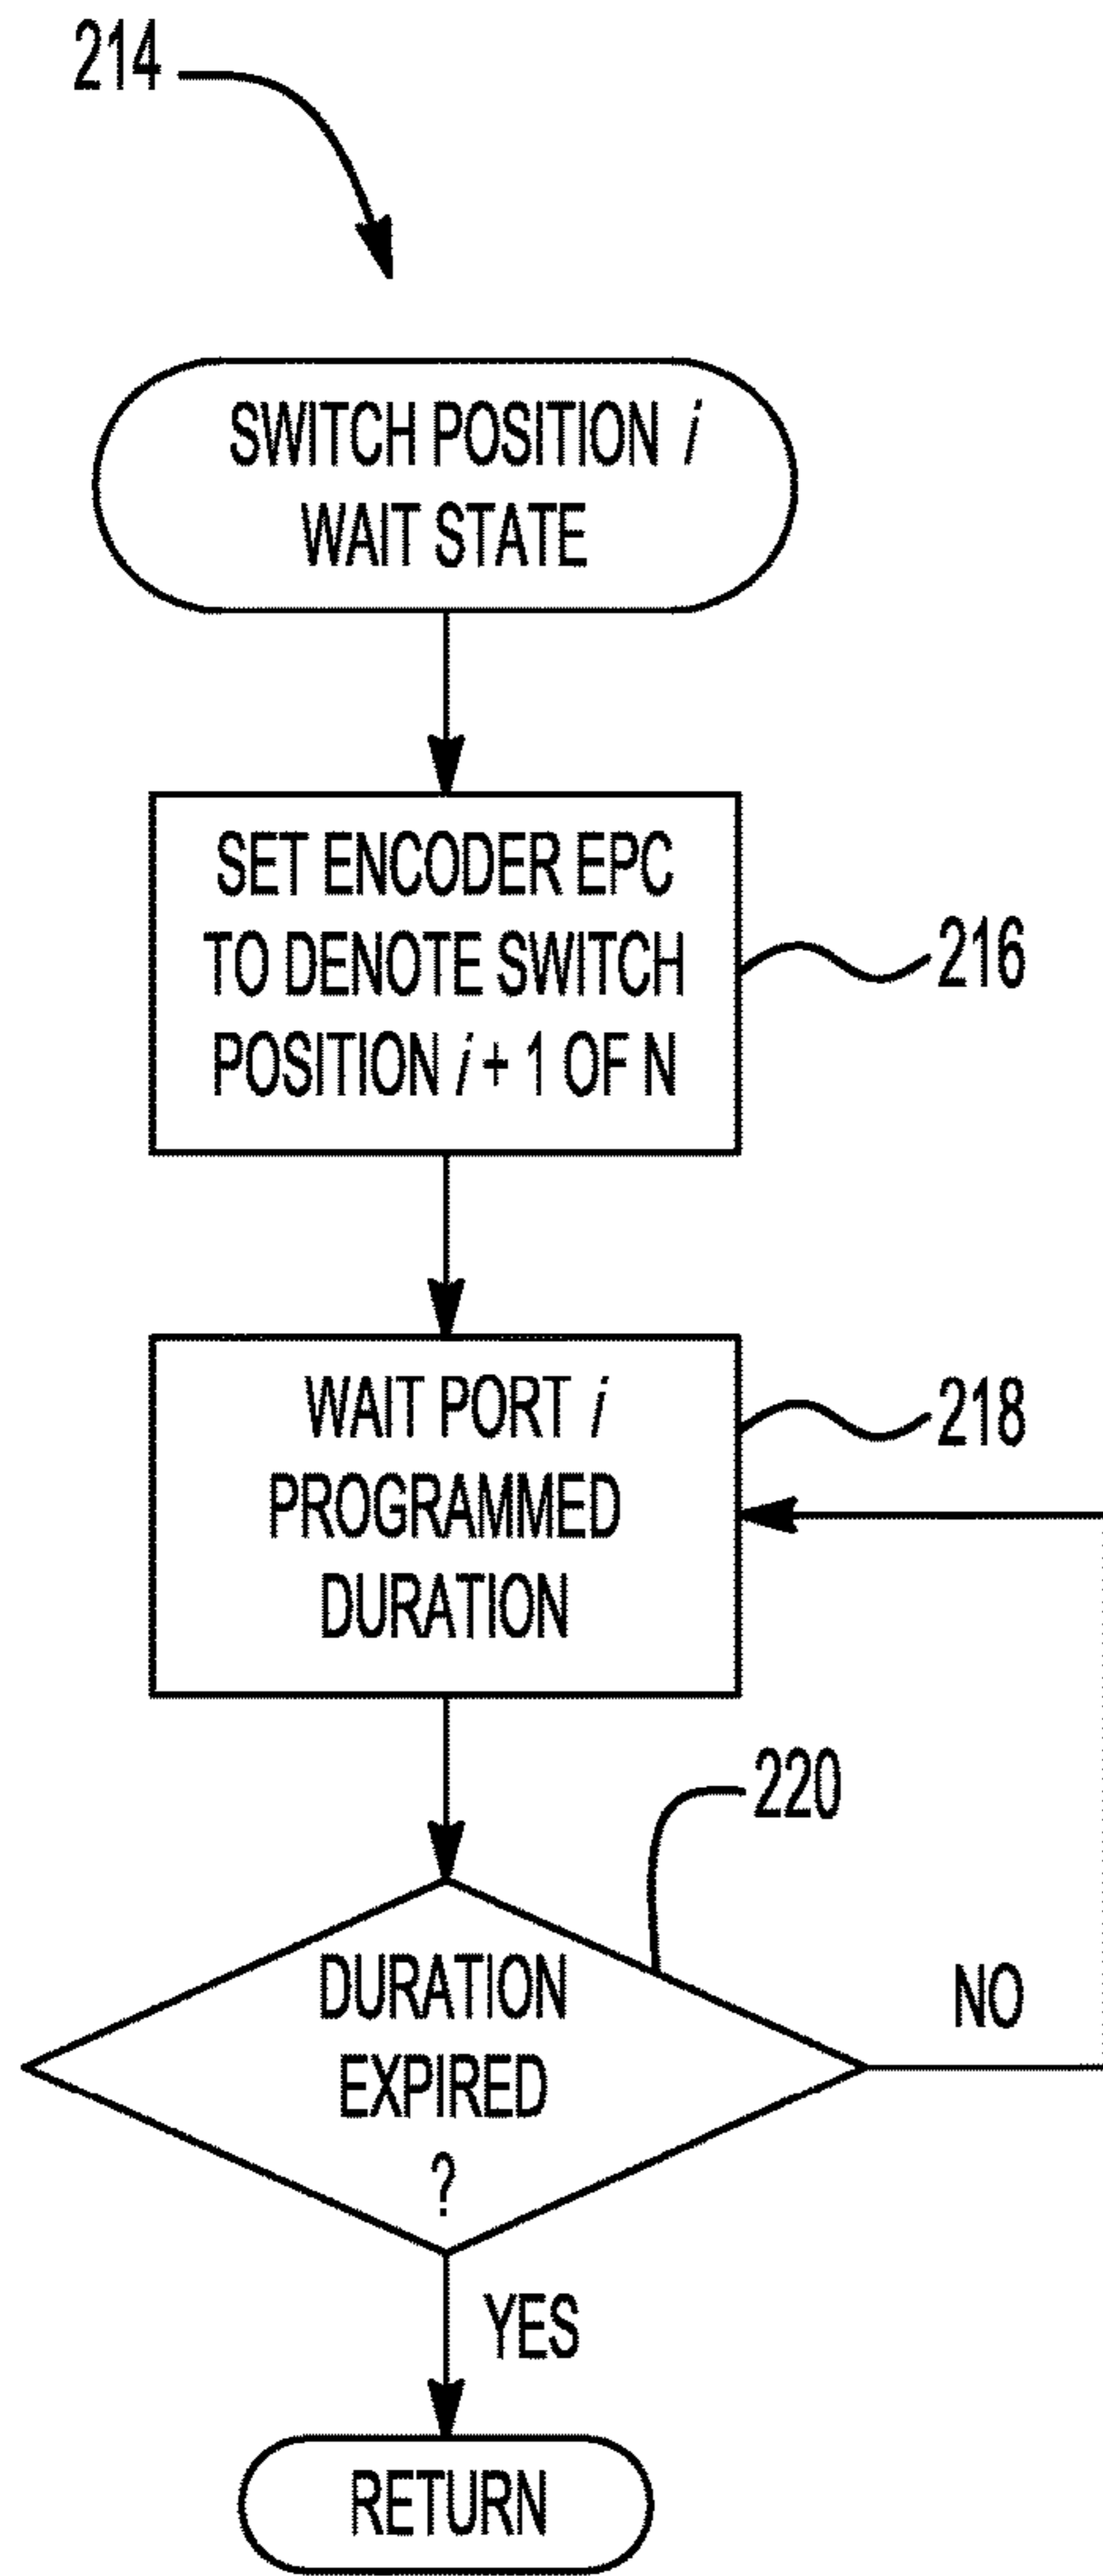 214
SWITCH POSITION i
WAIT STATE
SET ENCODER EPC
TO DENOTE SWITCH
POSITION i + 1 OF N
216
WAIT PORT i
PROGRAMMED
DURATION
218
220
DURATION
EXPIRED
?
NO
YES
RETURN